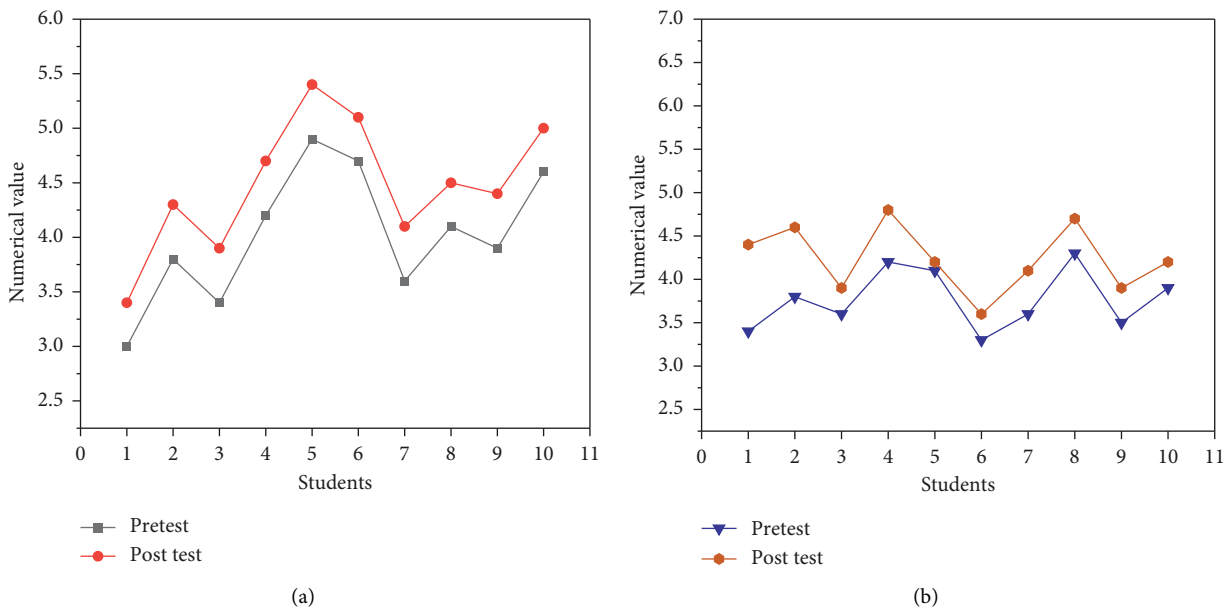 6.0
5.5
5.0
4.5
4.0
3.5
3.0
2.5
Numerical value
0 1 2 3 4 5 6 7 8 9 10 11
Students
Pretest
Post test
(a)
7.0
6.5
6.0
5.5
5.0
4.5
4.0
3.5
3.0
2.5
Numerical value
0 1 2 3 4 5 6 7 8 9 10 11
Students
Pretest
Post test
(b)